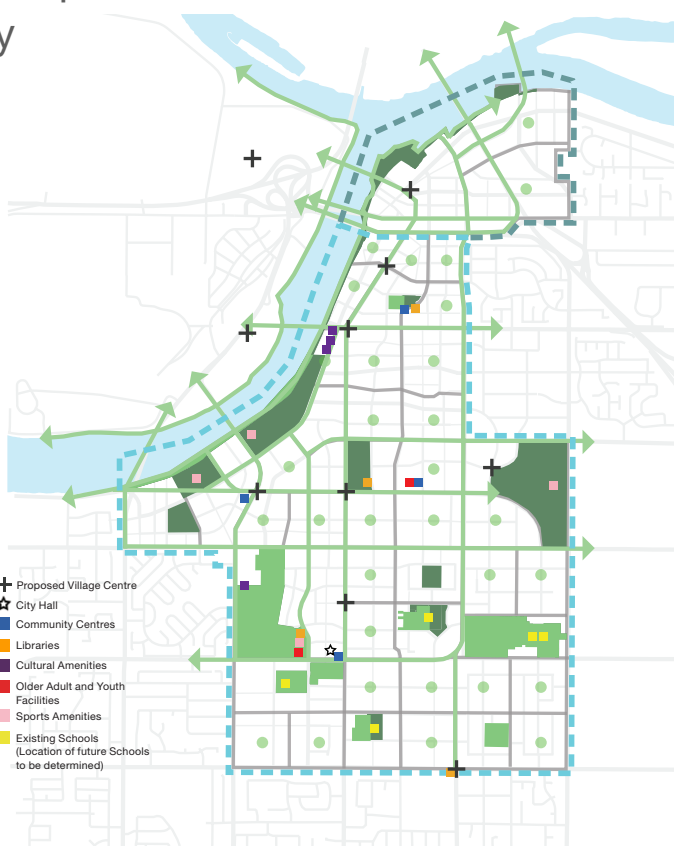 y
Proposed Village Centre
City Hall
Community Centres
Libraries
Cultural Amenities
Older Adult and Youth
Facilities
Sports Amenities
Existing Schools
(Location of future Schools
to be determined)